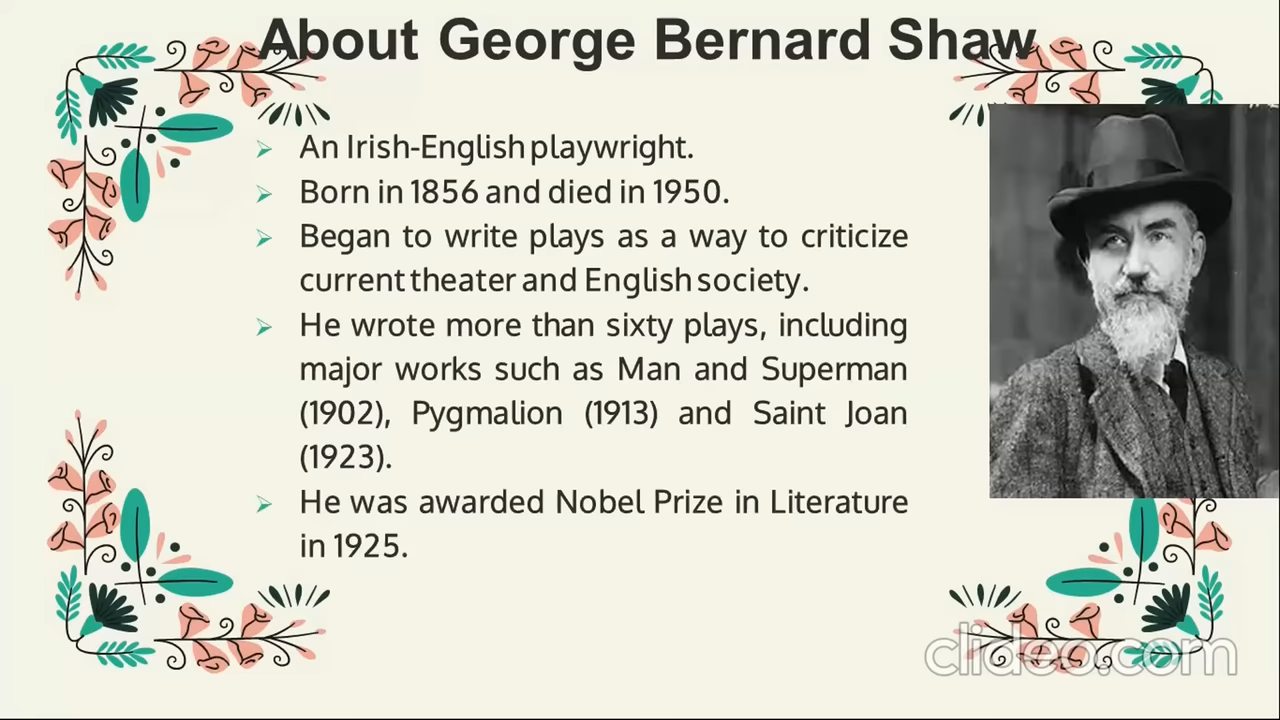 About George Bernard Shaw
An Irish-English playwright.
Born in 1856 and died in 1950.
Began to write plays as a way to criticize
current theater and English society.
He wrote more than sixty plays, including
major works such as Man and Superman
(1902), Pygmalion (1913) and Saint Joan
(1923).
He was awarded Nobel Prize in Literature
in 1925.
clideo.com